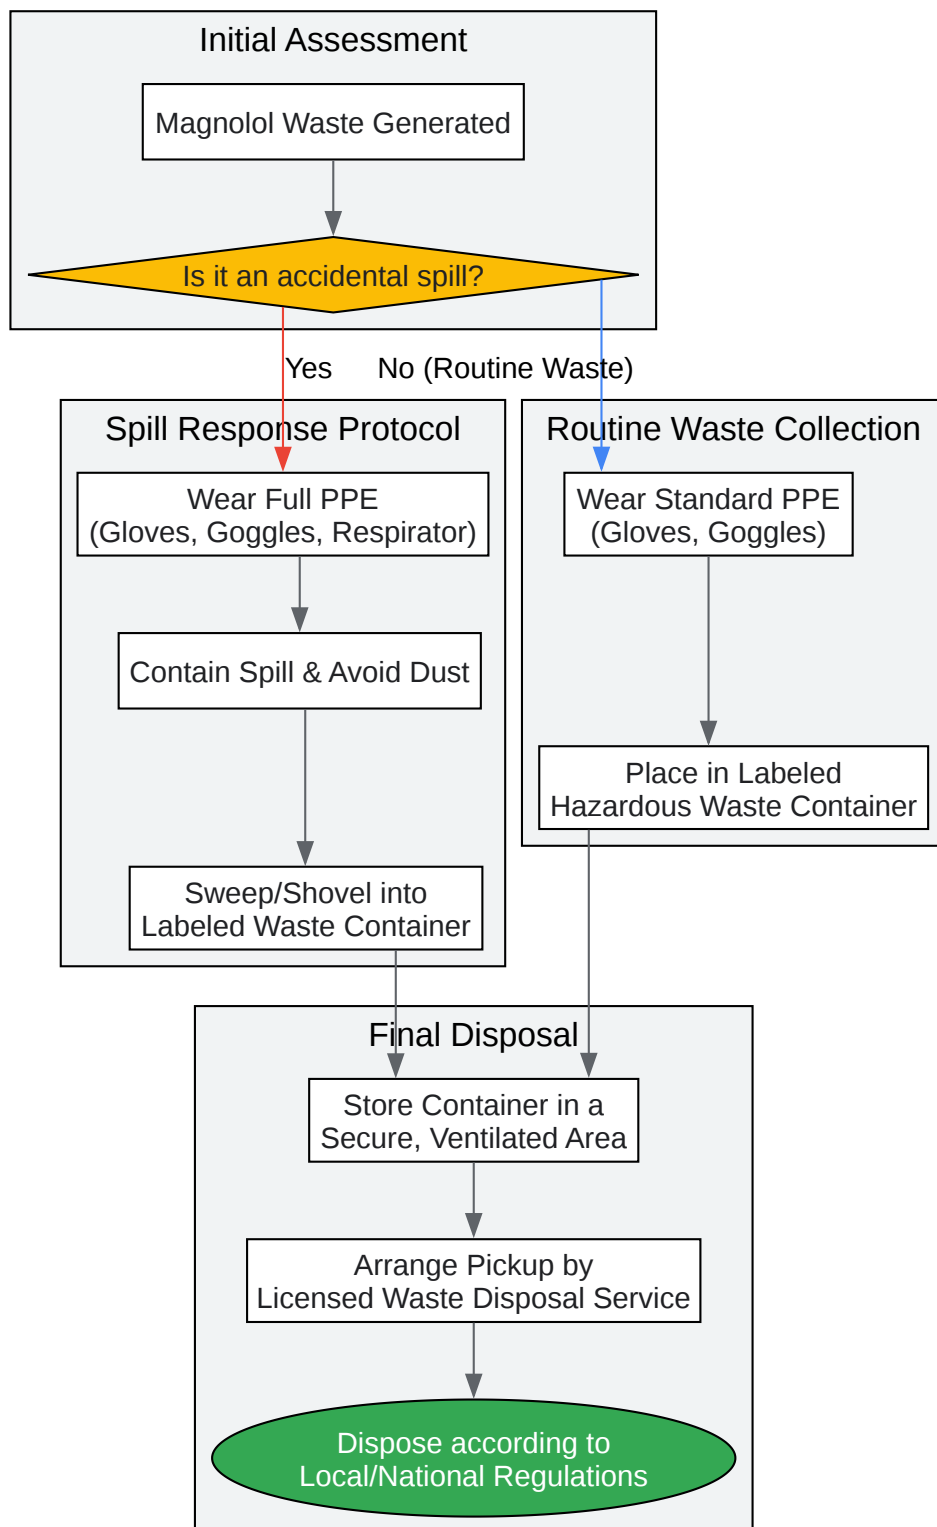 Initial Assessment
Magnolol Waste Generated
Is it an accidental spill?
Yes
No (Routine Waste)
Spill Response Protocol
Wear Full PPE
(Gloves, Goggles, Respirator)
Contain Spill & Avoid Dust
Sweep/Shovel into
Labeled Waste Container
Routine Waste Collection
Wear Standard PPE
(Gloves, Goggles)
Place in Labeled
Hazardous Waste Container
Final Disposal
Store Container in a
Secure, Ventilated Area
Arrange Pickup by
Licensed Waste Disposal Service
Dispose according to
Local/National Regulations